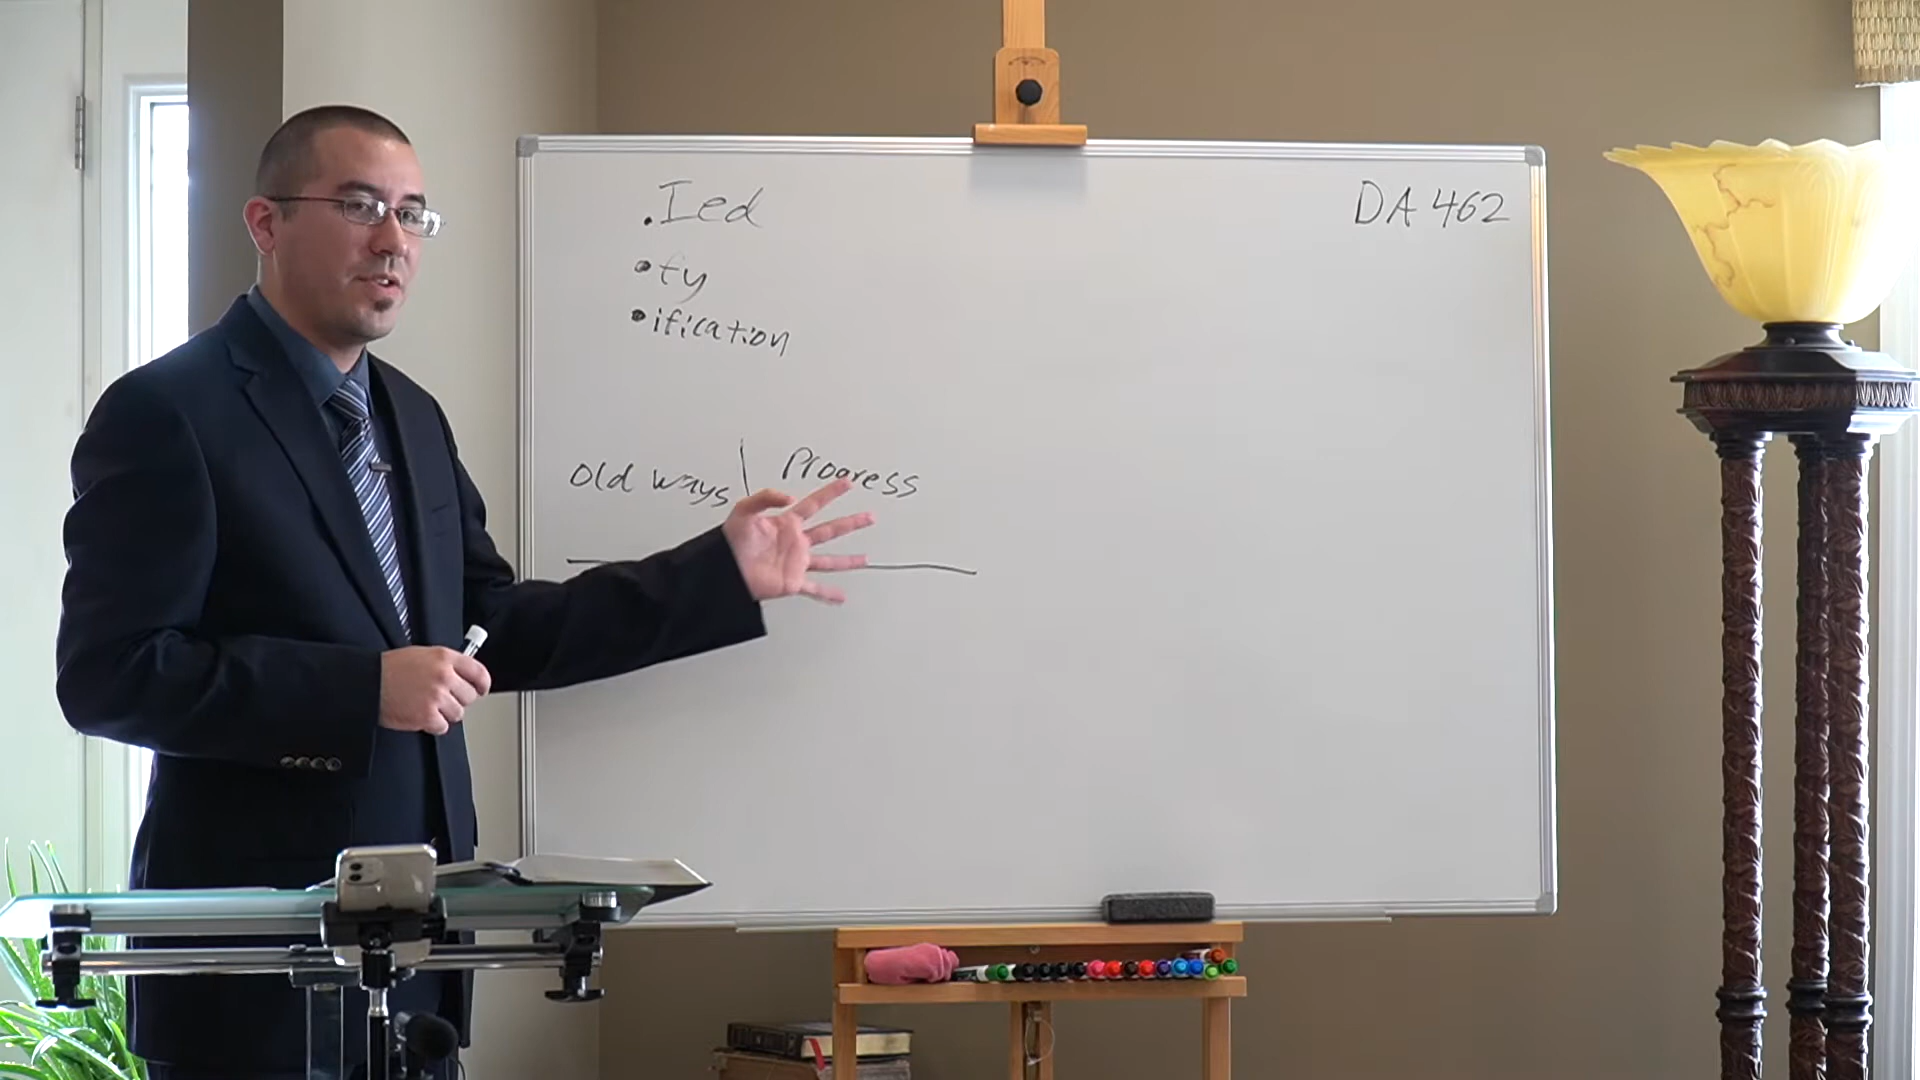 • Ied
DA 462
• fy
• ification
Old ways | Progress